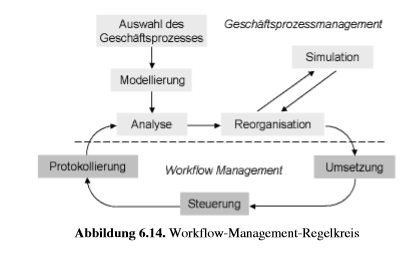 Auswahl des
Geschäftsprozesses
Geschäftsprozessmanagement
Simulation
Modellierung
Analyse
Reorganisation
Protokollierung
Workflow Management
Umsetzung
Steuerung
Abbildung 6.14. Workflow-Management-Regelkreis